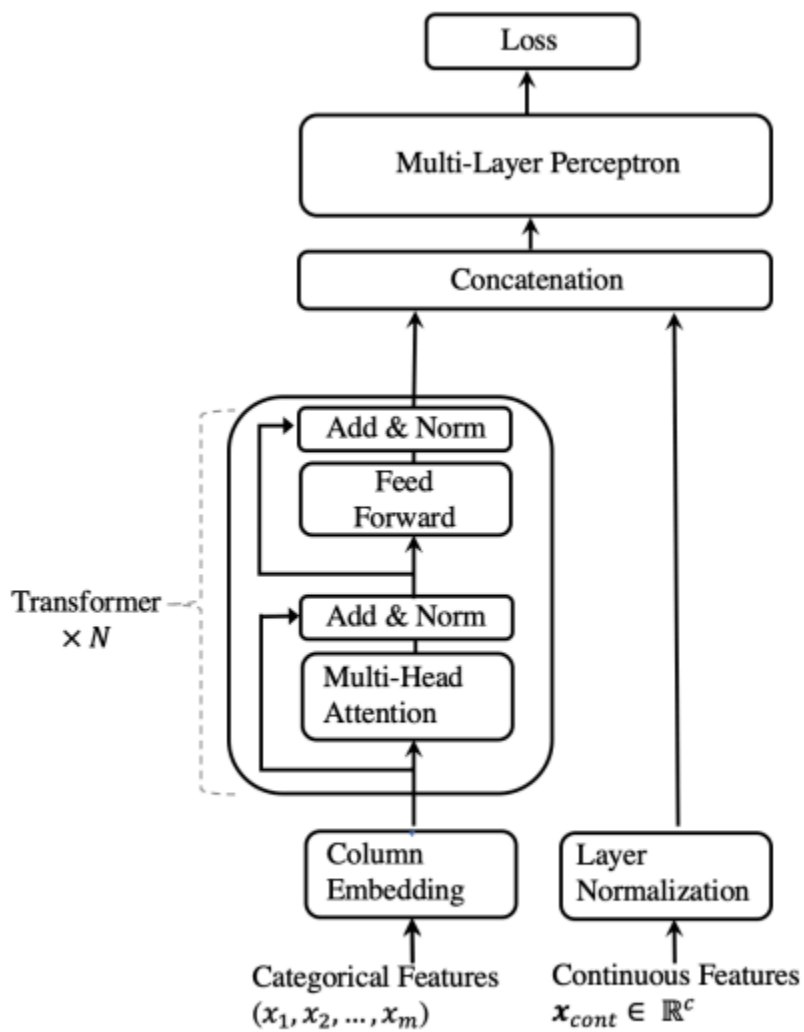 Loss
Multi-Layer Perceptron
Concatenation
Add & Norm
Feed
Forward
Transformer
× N
Add & Norm
Multi-Head
Attention
Column
Embedding
Layer
Normalization
Categorical Features
(x₁, x₂, ..., xₘ)
Continuous Features
x_cont ∈ ℝᶜ